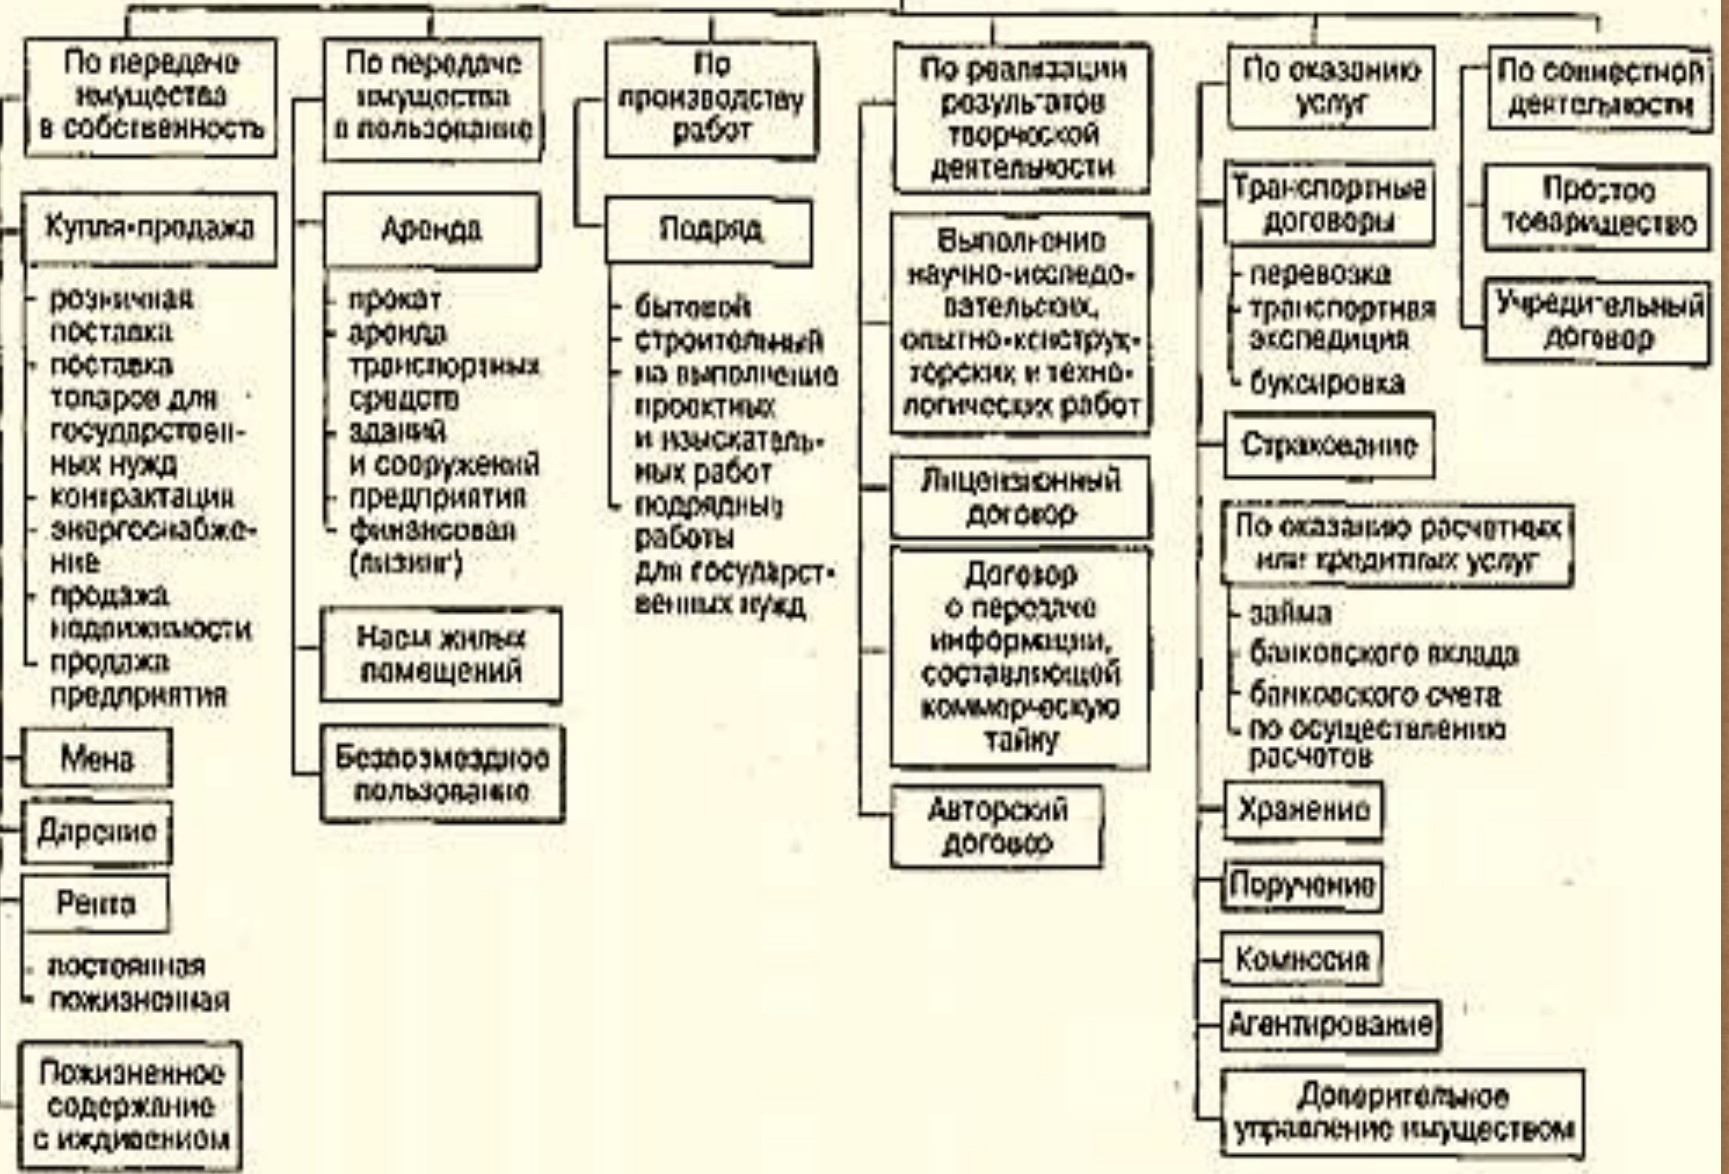 По передаче
имущества
в собственность
Купля-продажа
- розничная
поставка
- поставка
товаров для
государствен-
ных нужд
- контрактация
- энергоснабже-
ние
- продажа
недвижимости
- продажа
предприятия
Мена
Дарение
Рента
- постоянная
- пожизненная
Пожизненное
содержание
с иждивением
По передаче
имущества
в пользование
Аренда
- прокат
- аренда
транспортных
средств
- зданий
и сооружений
- предприятия
- финансовая
(лизинг)
Наем жилых
помещений
Безвозмездное
пользование
По
производству
работ
Подряд
- бытовой
- строительный
- на выполнение
проектных
и изыскатель-
ных работ
- подрядные
работы
для государст-
венных нужд
По реализации
результатов
творческой
деятельности
Выполнение
научно-исследо-
вательских,
опытно-конструк-
торских и техно-
логических работ
Лицензионный
договор
Договор
о передаче
информации,
составляющей
коммерческую
тайну
Авторский
договор
По оказанию
услуг
Транспортные
договоры
- перевозка
- транспортная
экспедиция
- буксировка
Страхование
По оказанию расчетных
или кредитных услуг
- займа
- банковского вклада
- банковского счета
- по осуществлению
расчетов
Хранение
Поручение
Комиссия
Агентирование
Доверительное
управление имуществом
По совместной
деятельности
Простое
товарищество
Учредительный
договор